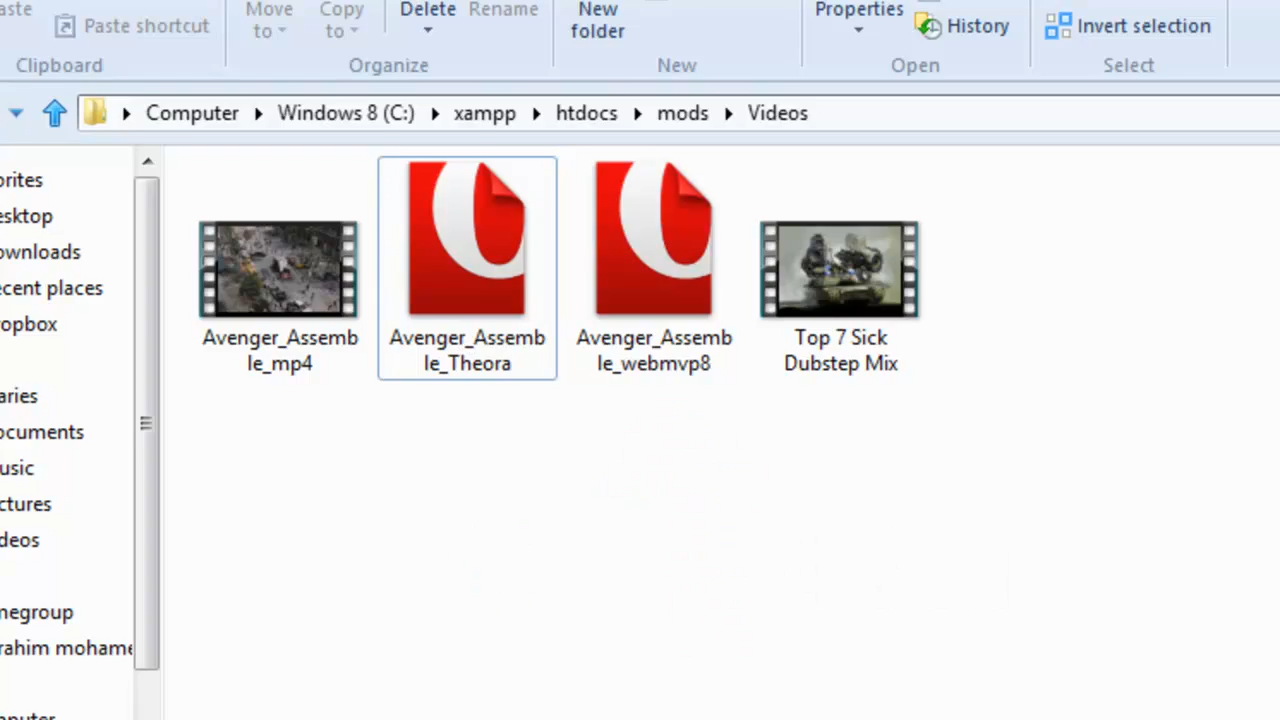 aste
Paste shortcut
Move to
Copy to
Delete
Rename
New folder
Properties
History
Invert selection
Clipboard
Organize
New
Open
Select
Computer
Windows 8 (C:)
xampp
htdocs
mods
Videos
orites
esktop
ownloads
ecent places
opbox
aries
ocuments
usic
ctures
deos
negroup
rahim mohame
mputer
Avenger_Assemb
le_mp4
Avenger_Assemb
le_Theora
Avenger_Assemb
le_webmvp8
Top 7 Sick
Dubstep Mix